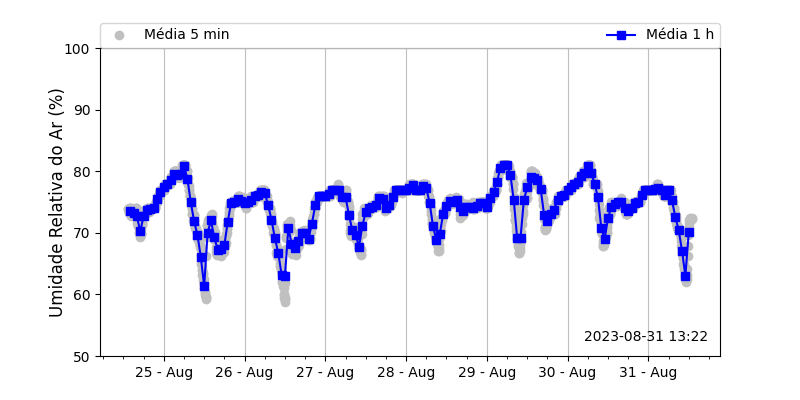 Média 5 min
Média 1 h
Umidade Relativa do Ar (%)
100
90
80
70
60
50
2023-08-31 13:22
25 - Aug
26 - Aug
27 - Aug
28 - Aug
29 - Aug
30 - Aug
31 - Aug